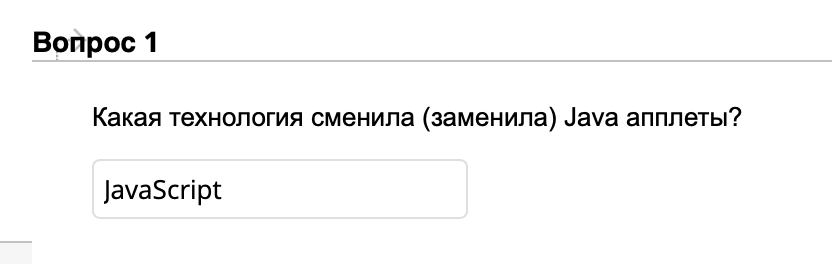 Вопрос 1
Какая технология сменила (заменила) Java апплеты?
JavaScript